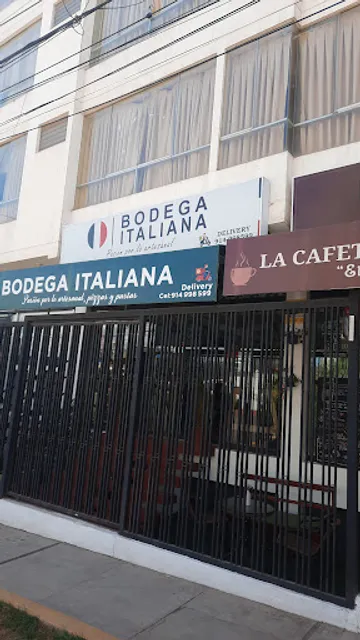 BODEGA
ITALIANA
Pasión por lo artesanal
DELIVERY
BODEGA ITALIANA
Pasión por lo artesanal, pizzas y pastas
Delivery
Cel: 914 998 599
LA CAFET
"E